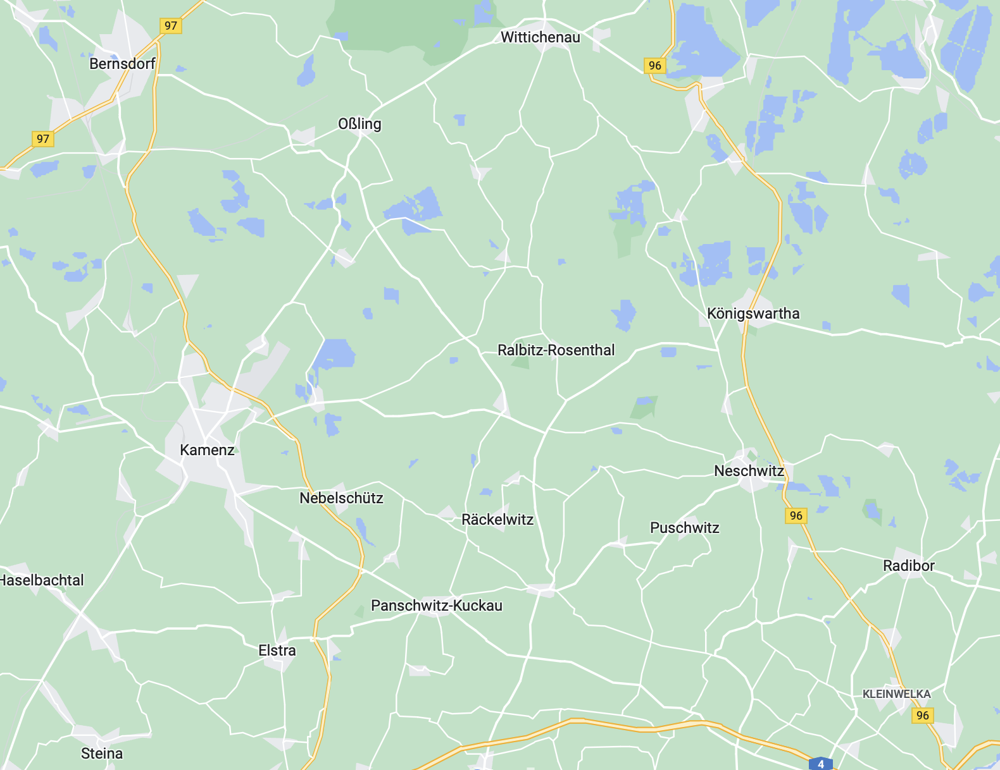 97
Wittichenau
Bernsdorf
96
Oßling
97
Königswartha
Ralbitz-Rosenthal
Kamenz
Neschwitz
Nebelschütz
Räckelwitz
96
Puschwitz
Radibor
Haselbachtal
Panschwitz-Kuckau
Elstra
KLEINWELKA
96
Steina
4